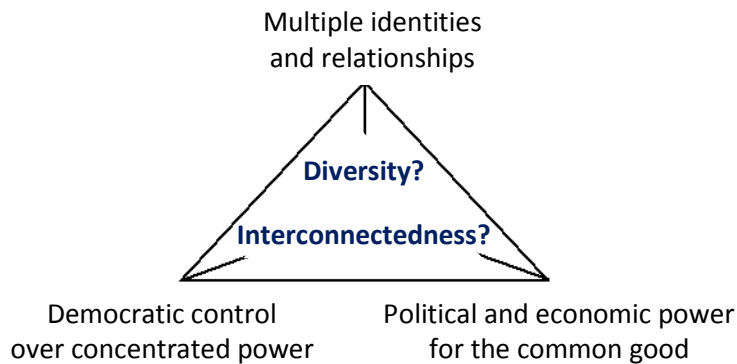 Multiple identities
and relationships
Diversity?
Interconnectedness?
Democratic control
over concentrated power
Political and economic power
for the common good